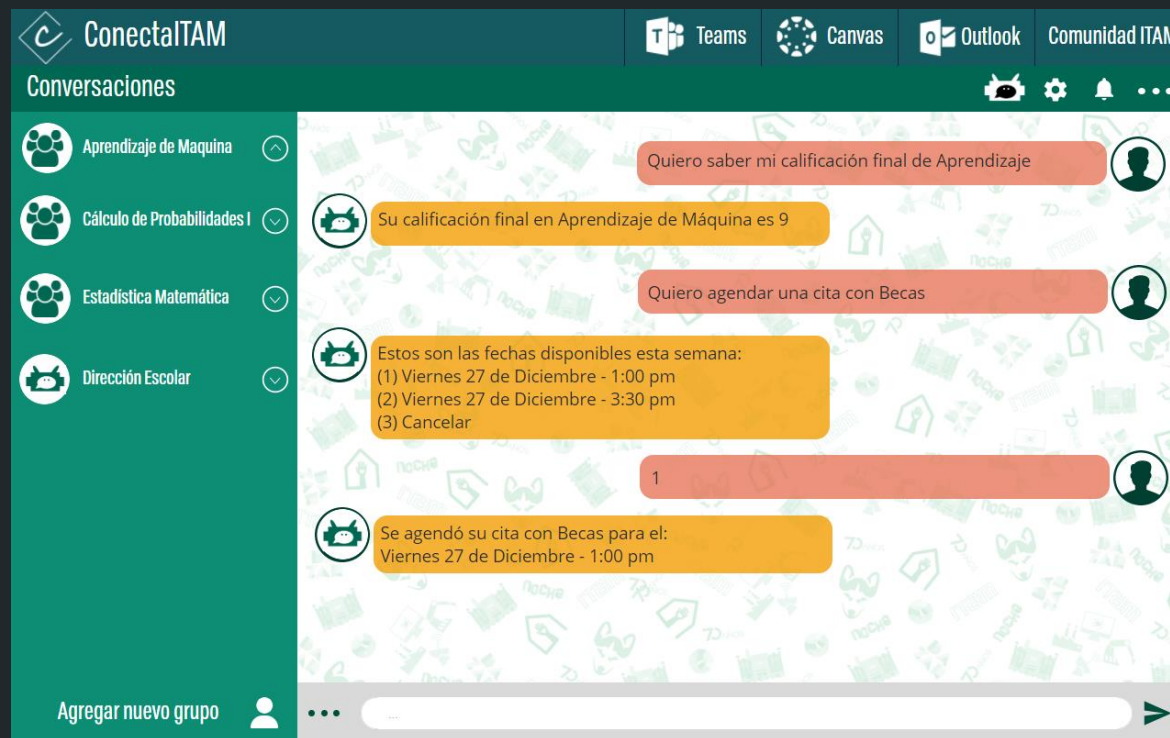 ConectaITAM
Teams
Canvas
Outlook
Comunidad ITAM
Conversaciones
Aprendizaje de Maquina
Cálculo de Probabilidades I
Estadística Matemática
Dirección Escolar
Agregar nuevo grupo
Quiero saber mi calificación final de Aprendizaje
Su calificación final en Aprendizaje de Máquina es 9
Quiero agendar una cita con Becas
Estos son las fechas disponibles esta semana:
(1) Viernes 27 de Diciembre - 1:00 pm
(2) Viernes 27 de Diciembre - 3:30 pm
(3) Cancelar
1
Se agendó su cita con Becas para el:
Viernes 27 de Diciembre - 1:00 pm
...